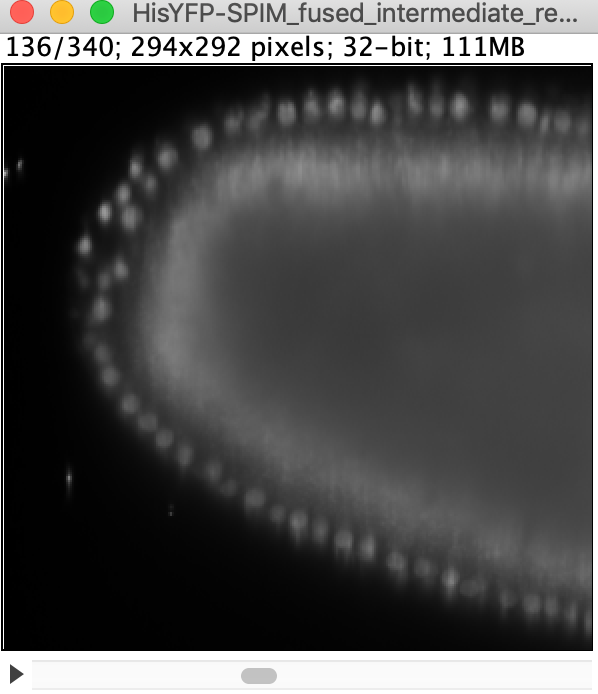 HisYFP-SPIM_fused_intermediate_re...
136/340; 294x292 pixels; 32-bit; 111MB